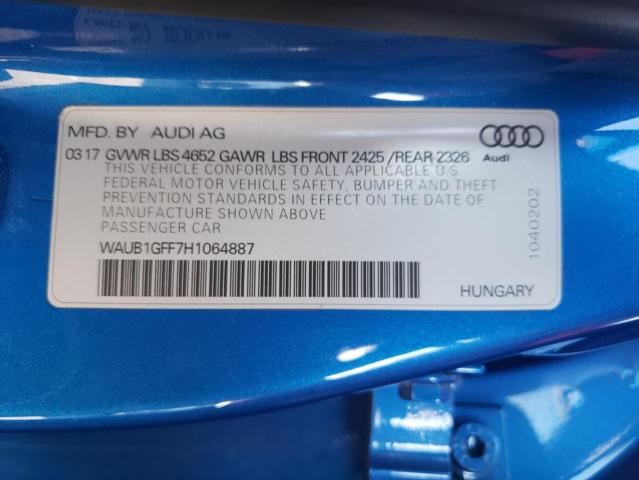 MFD. BY AUDI AG
03 17 GVWR LBS 4652 GAWR LBS FRONT 2425 /REAR 2326
Audi
THIS VEHICLE CONFORMS TO ALL APPLICABLE U S
FEDERAL MOTOR VEHICLE SAFETY, BUMPER AND THEFT
PREVENTION STANDARDS IN EFFECT ON THE DATE OF
MANUFACTURE SHOWN ABOVE
PASSENGER CAR
WAUB1GFF7H1064887
1040202
HUNGARY